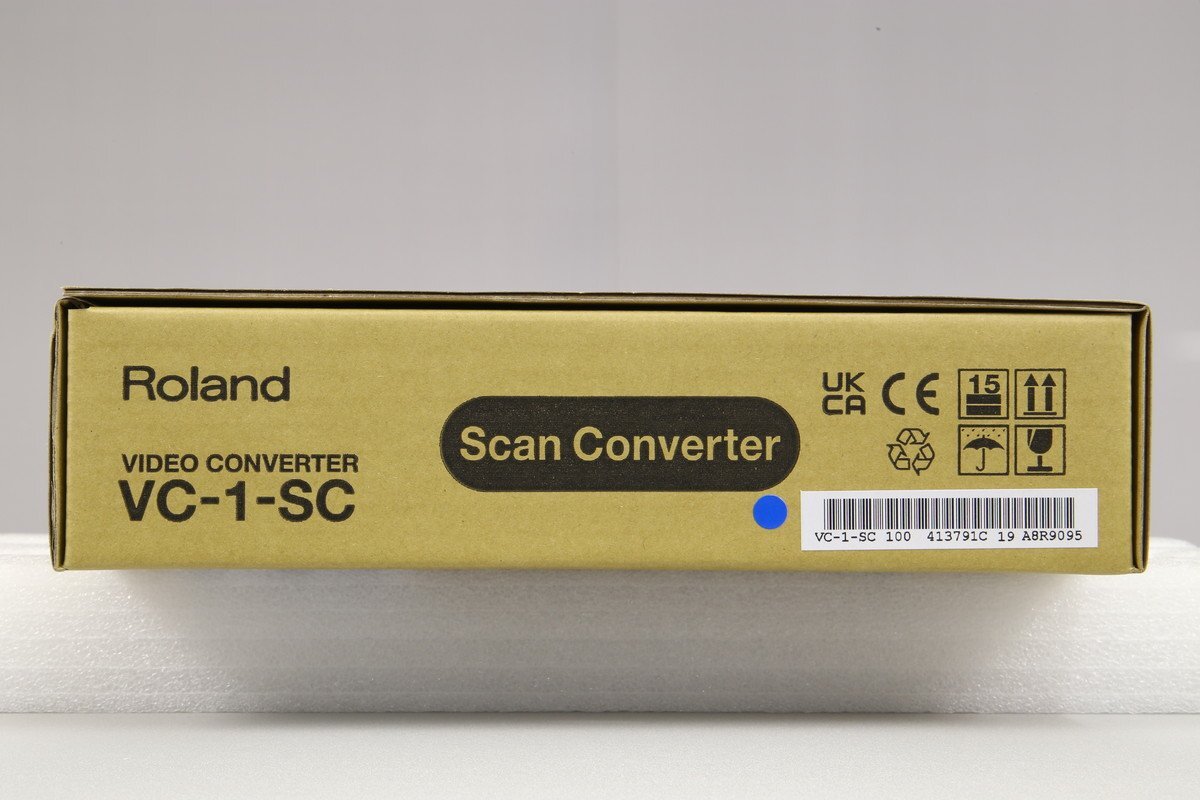 Roland
VIDEO CONVERTER
VC-1-SC
Scan Converter
UK
CA
CE
15
VC-1-SC 100 413791C 19 A8R9095